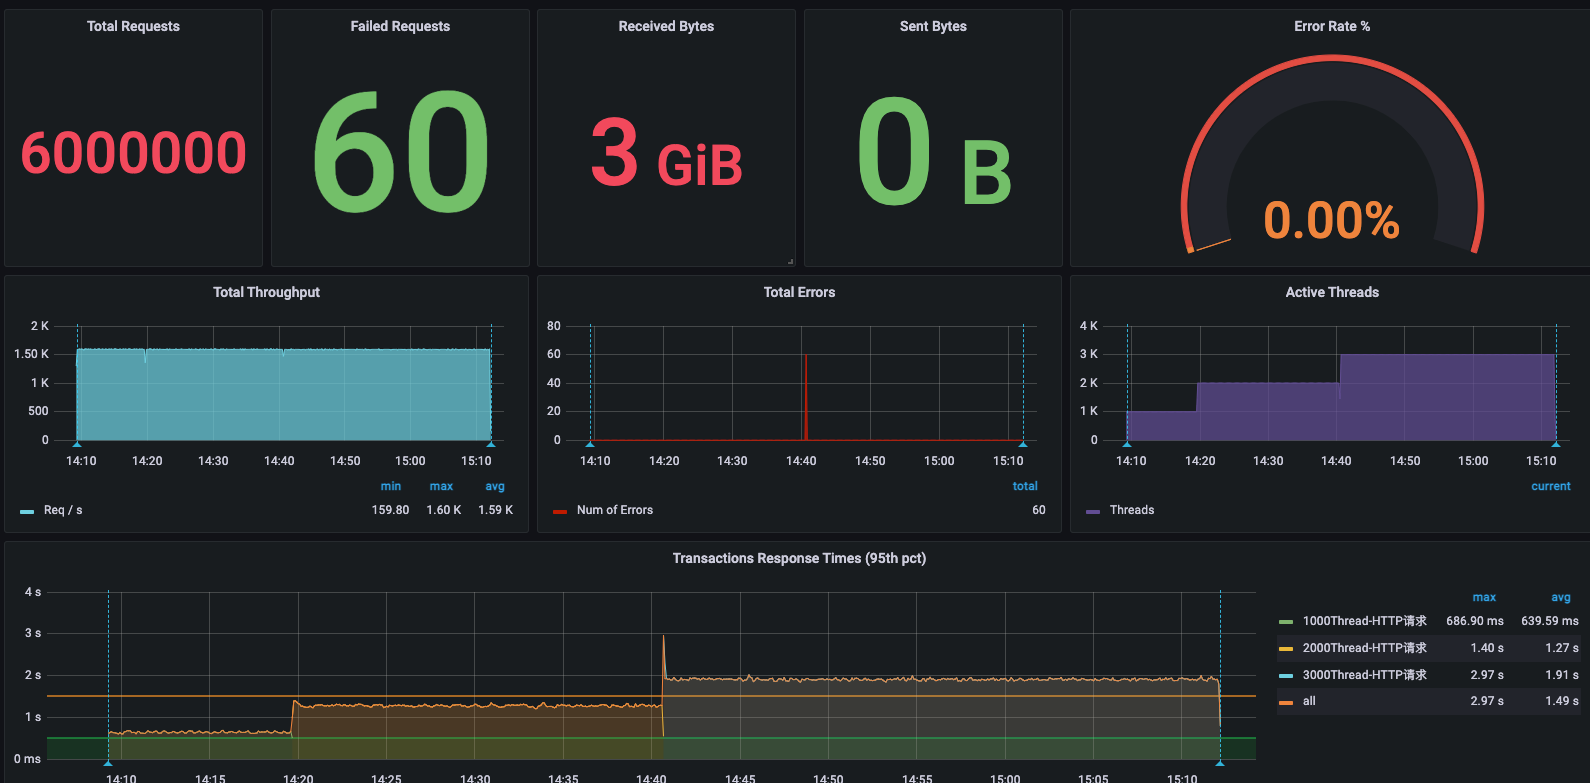 Total Requests
6000000
Failed Requests
60
Received Bytes
3 GiB
Sent Bytes
0 B
Error Rate %
0.00%
Total Throughput
2 K
1.50 K
1 K
500
0
14:10 14:20 14:30 14:40 14:50 15:00 15:10
min max avg
Req / s 159.80 1.60 K 1.59 K
Total Errors
80
60
40
20
0
14:10 14:20 14:30 14:40 14:50 15:00 15:10
total
Num of Errors 60
Active Threads
4 K
3 K
2 K
1 K
0
14:10 14:20 14:30 14:40 14:50 15:00 15:10
current
Threads
Transactions Response Times (95th pct)
4 s
3 s
2 s
1 s
0 ms
14:10 14:15 14:20 14:25 14:30 14:35 14:40 14:45 14:50 14:55 15:00 15:05 15:10
max avg
1000Thread-HTTP请求 686.90 ms 639.59 ms
2000Thread-HTTP请求 1.40 s 1.27 s
3000Thread-HTTP请求 2.97 s 1.91 s
all 2.97 s 1.49 s